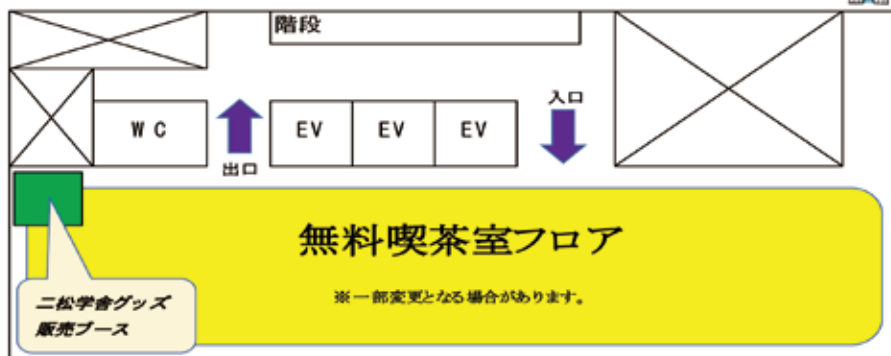 階段
入口
WC
EV
EV
EV
出口
無料喫茶室フロア
※一部変更となる場合があります。
二松学舎グッズ
販売ブース